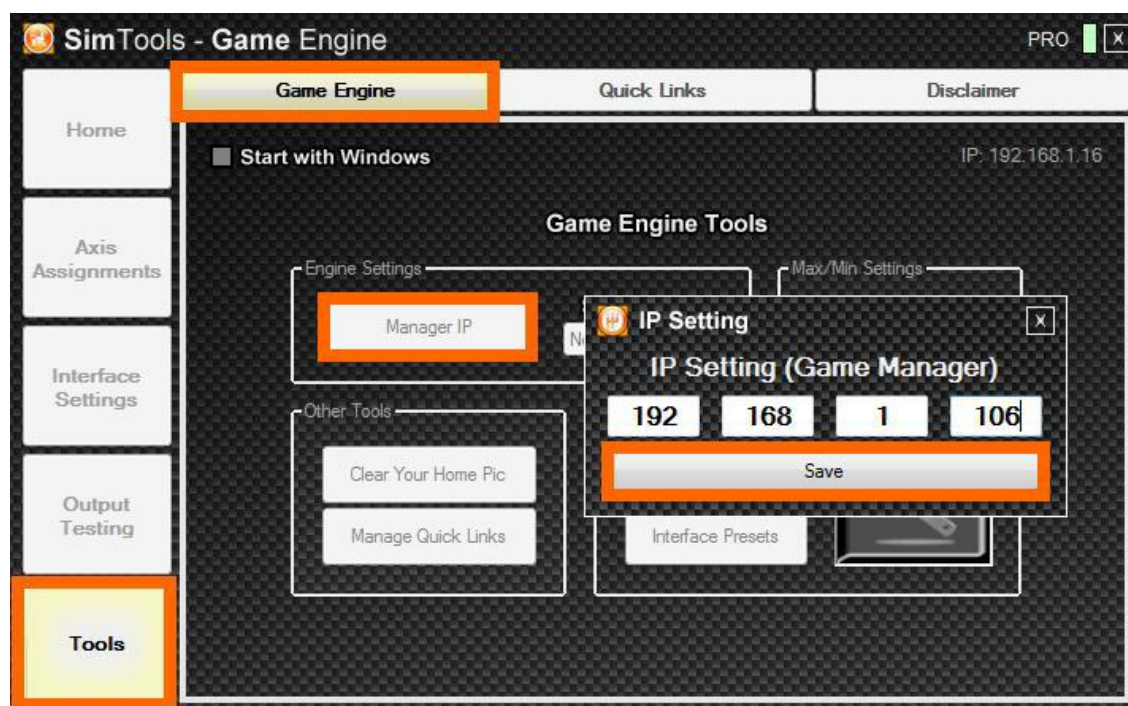 SimTools - Game Engine
PRO
X
Game Engine
Quick Links
Disclaimer
Home
Axis
Assignments
Interface
Settings
Output
Testing
Tools
Start with Windows
IP: 192.168.1.16
Game Engine Tools
Engine Settings
Max/Min Settings
Manager IP
IP Setting
X
IP Setting (Game Manager)
192 168 1 106
Save
Other Tools
Clear Your Home Pic
Manage Quick Links
Interface Presets